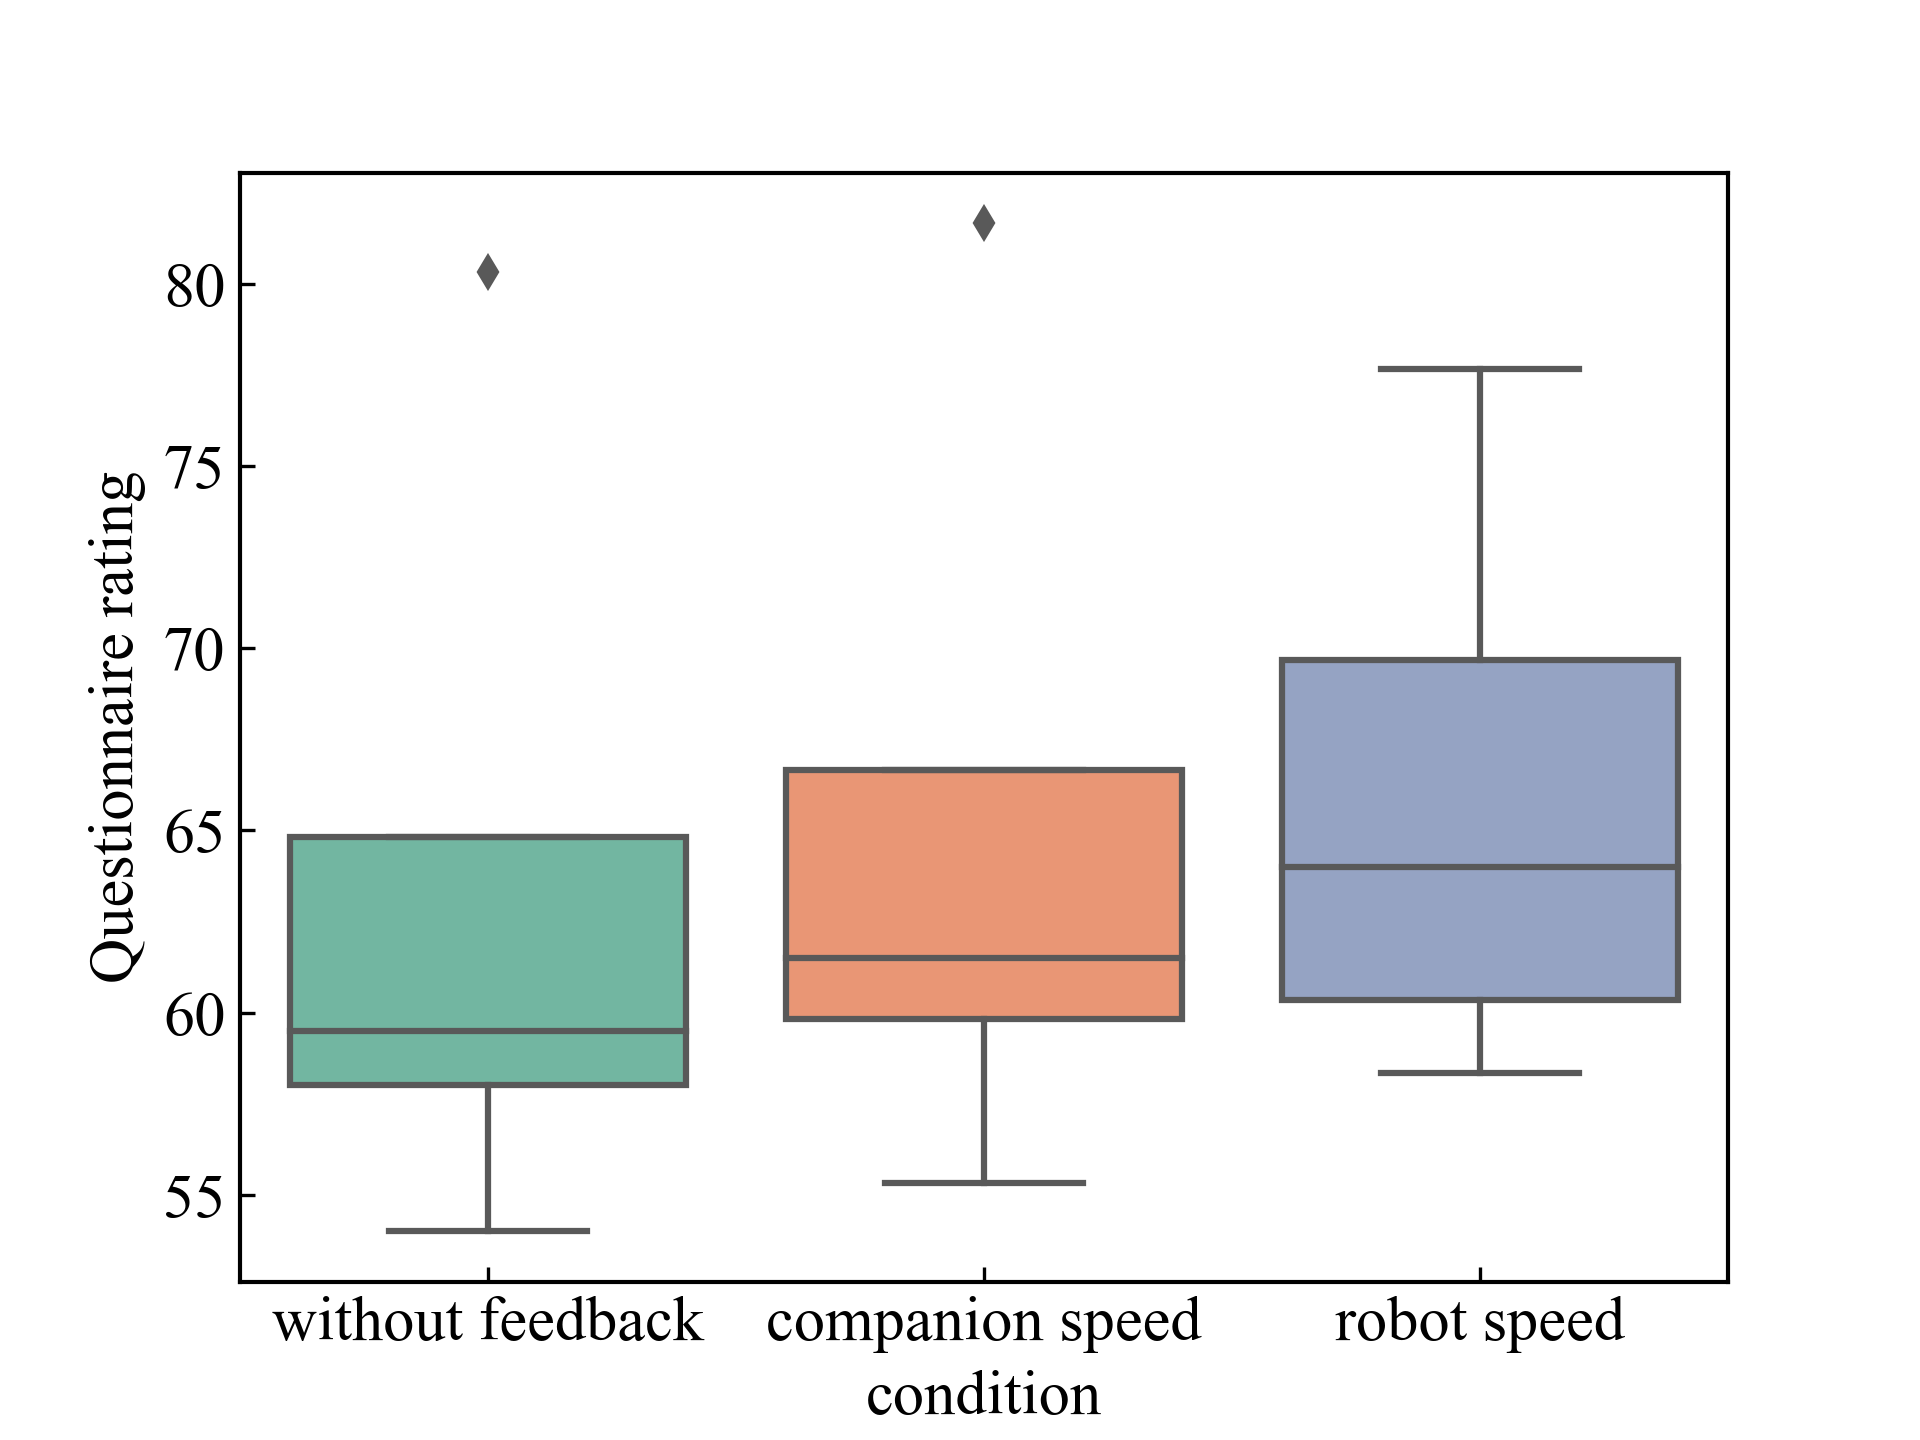 80
75
70
65
60
55
Questionnaire rating
without feedback companion speed robot speed
condition